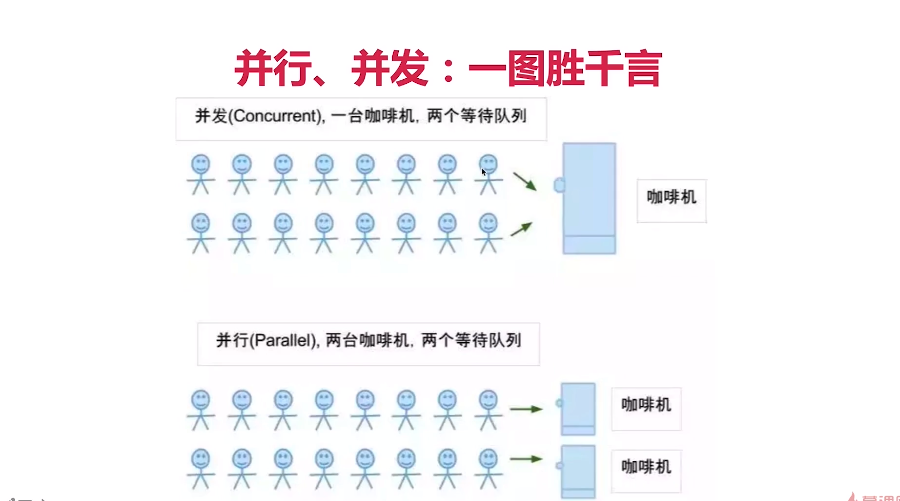 并行、并发：一图胜千言
并发(Concurrent), 一台咖啡机, 两个等待队列
咖啡机
并行(Parallel), 两台咖啡机, 两个等待队列
咖啡机
咖啡机